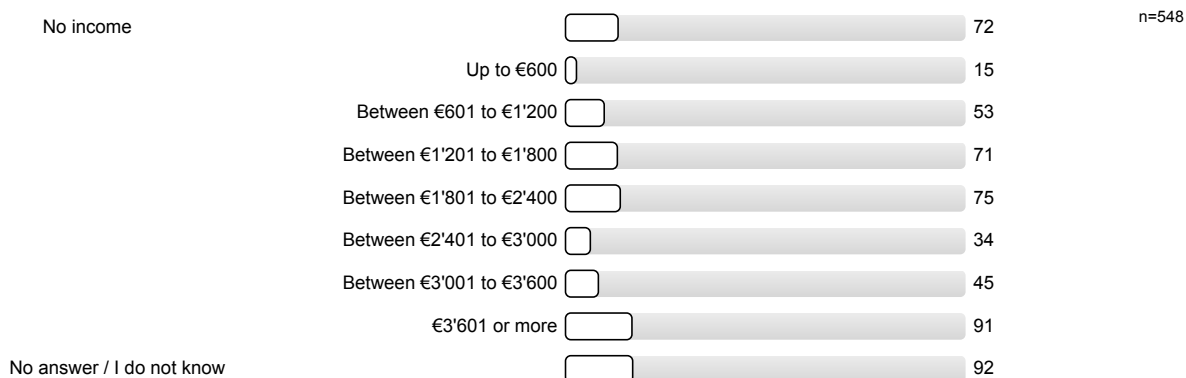 No income 72 n=548
Up to €600 15
Between €601 to €1'200 53
Between €1'201 to €1'800 71
Between €1'801 to €2'400 75
Between €2'401 to €3'000 34
Between €3'001 to €3'600 45
€3'601 or more 91
No answer / I do not know 92